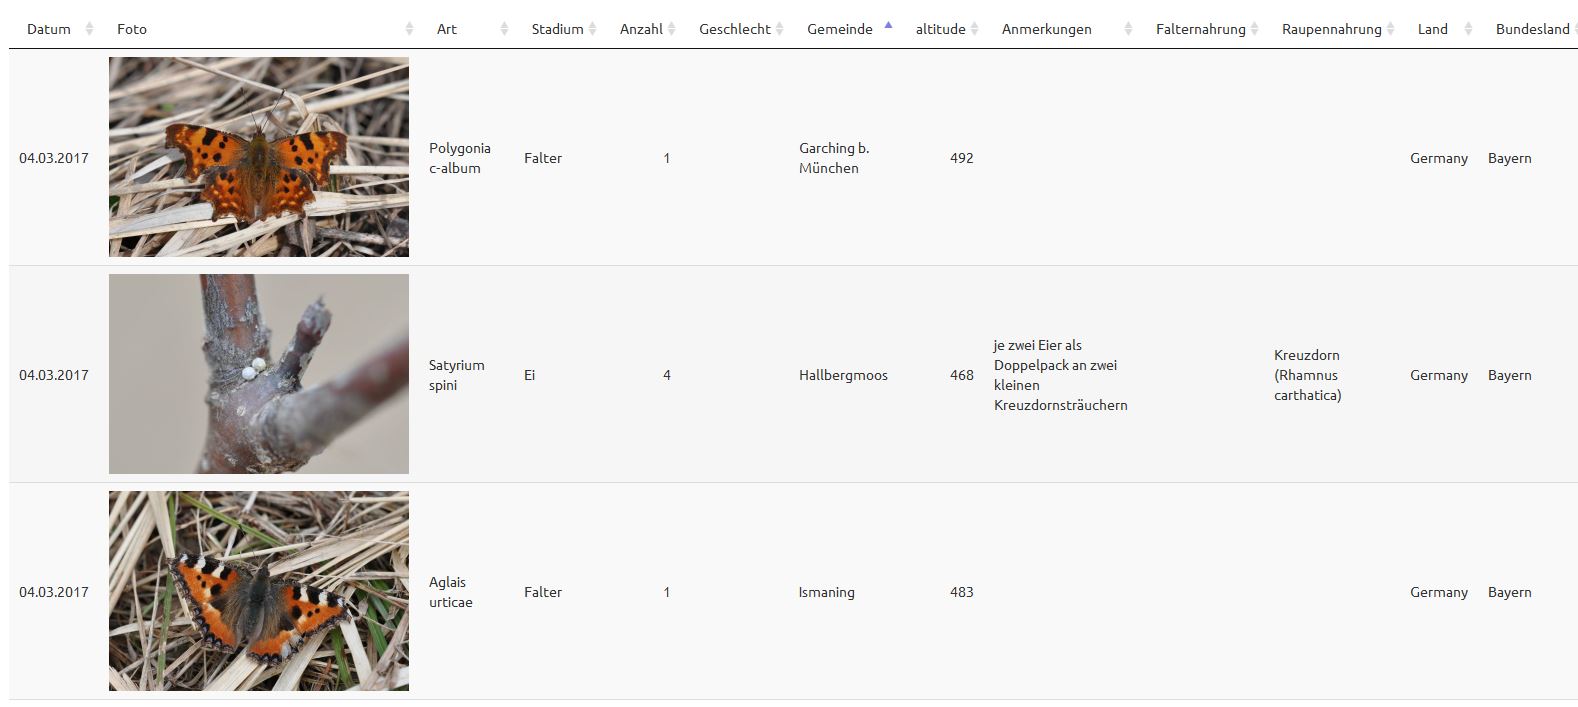 Datum Foto Art Stadium Anzahl Geschlecht Gemeinde altitude Anmerkungen Falternahrung Raupennahrung Land Bundesland
04.03.2017
Polygonia
c-album
Falter
1
Garching b.
München
492
Germany
Bayern
04.03.2017
Satyrium
spini
Ei
4
Hallbergmoos
468
je zwei Eier als
Doppelpack an zwei
kleinen
Kreuzdornsträuchern
Kreuzdorn
(Rhamnus
carthatica)
Germany
Bayern
04.03.2017
Aglais
urticae
Falter
1
Ismaning
483
Germany
Bayern